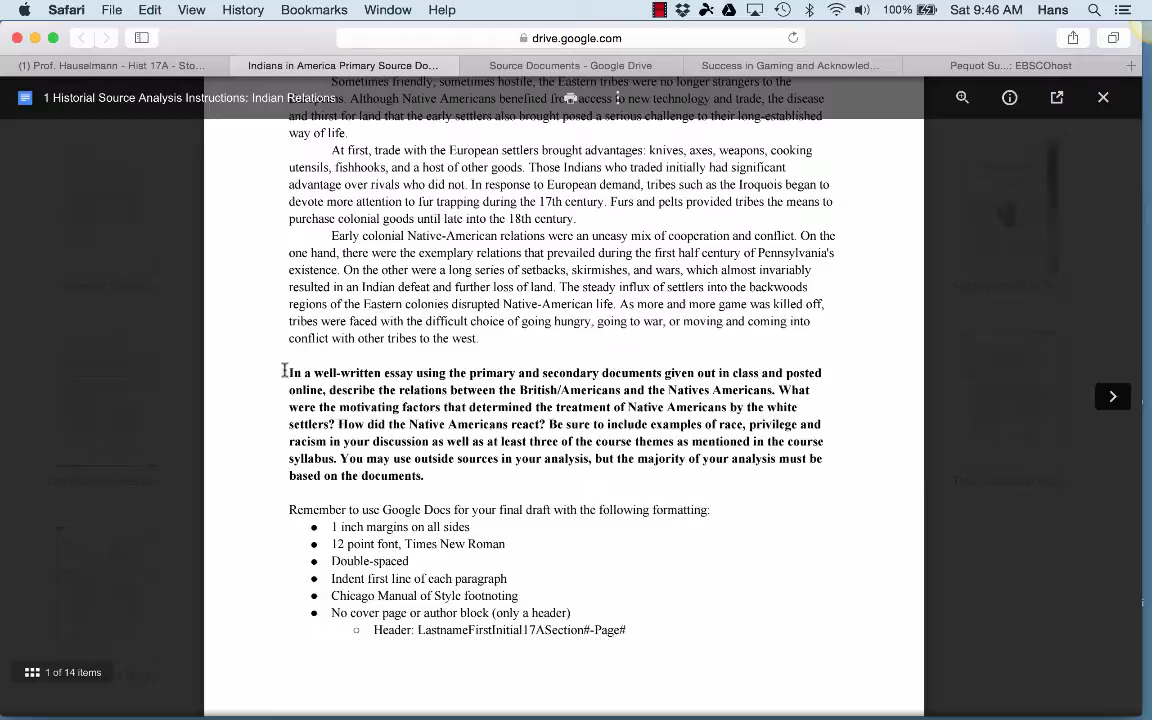 Safari File Edit View History Bookmarks Window Help 100% Sat 9:46 AM Hans
drive.google.com
(1) Prof. Hauselmann - Hist 17A - Sto... Indians in America Primary Source Do... Source Documents - Google Drive Success in Gaming and Acknowled... Pequot Su...: EBSCOhost
Sometimes friendly, sometimes hostile, the Eastern tribes were no longer strangers to the
1 Historial Source Analysis Instructions: Indian Relations
Although Native Americans benefited from access to new technology and trade, the disease
and thirst for land that the early settlers also brought posed a serious challenge to their long-established
way of life.
At first, trade with the European settlers brought advantages: knives, axes, weapons, cooking
utensils, fishhooks, and a host of other goods. Those Indians who traded initially had significant
advantage over rivals who did not. In response to European demand, tribes such as the Iroquois began to
devote more attention to fur trapping during the 17th century. Furs and pelts provided tribes the means to
purchase colonial goods until late into the 18th century.
Early colonial Native-American relations were an uneasy mix of cooperation and conflict. On the
one hand, there were the exemplary relations that prevailed during the first half century of Pennsylvania's
existence. On the other were a long series of setbacks, skirmishes, and wars, which almost invariably
resulted in an Indian defeat and further loss of land. The steady influx of settlers into the backwoods
regions of the Eastern colonies disrupted Native-American life. As more and more game was killed off,
tribes were faced with the difficult choice of going hungry, going to war, or moving and coming into
conflict with other tribes to the west.
In a well-written essay using the primary and secondary documents given out in class and posted
online, describe the relations between the British/Americans and the Natives Americans. What
were the motivating factors that determined the treatment of Native Americans by the white
settlers? How did the Native Americans react? Be sure to include examples of race, privilege and
racism in your discussion as well as at least three of the course themes as mentioned in the course
syllabus. You may use outside sources in your analysis, but the majority of your analysis must be
based on the documents.
Remember to use Google Docs for your final draft with the following formatting:
● 1 inch margins on all sides
● 12 point font, Times New Roman
● Double-spaced
● Indent first line of each paragraph
● Chicago Manual of Style footnoting
● No cover page or author block (only a header)
○ Header: LastnameFirstInitial17ASection#-Page#
1 of 14 items